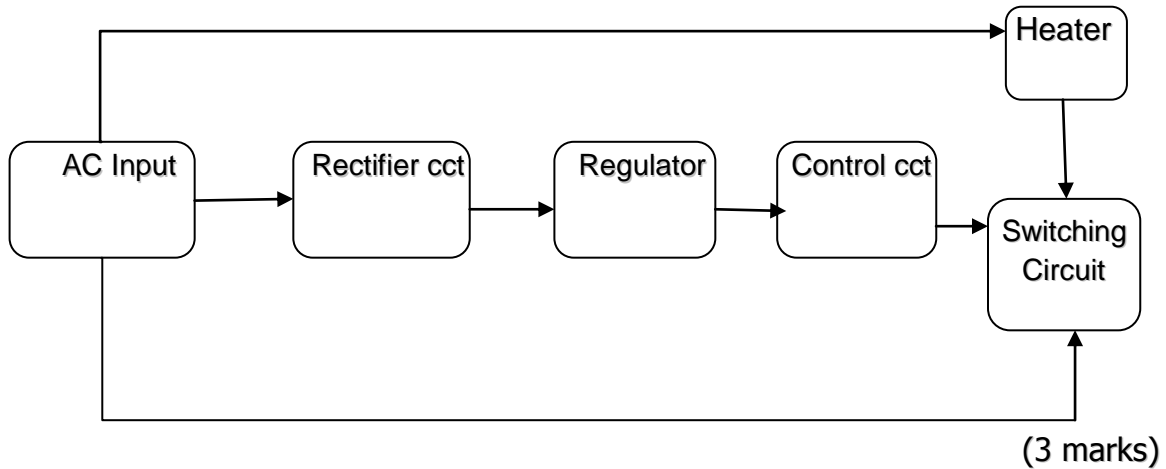 Heater
AC Input
Rectifier cct
Regulator
Control cct
Switching
Circuit
(3 marks)